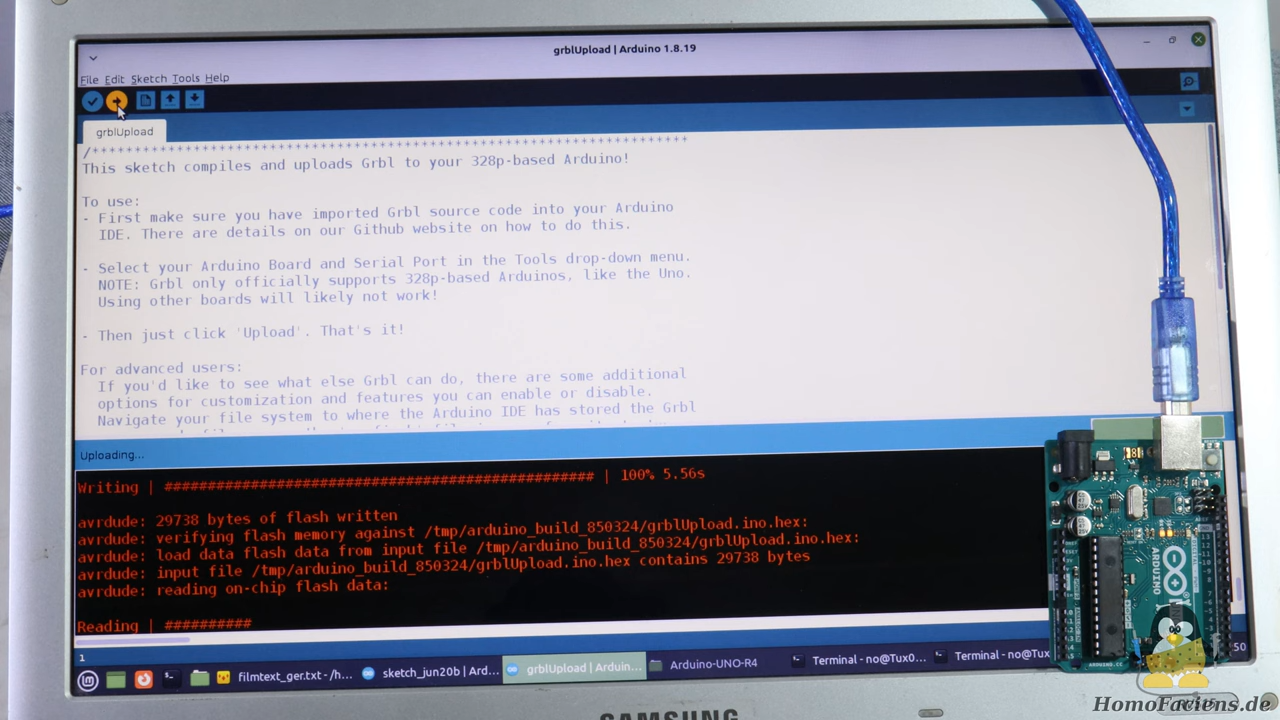 grblUpload | Arduino 1.8.19
File Edit Sketch Tools Help
grblUpload
/*******************************************************************
This sketch compiles and uploads Grbl to your 328p-based Arduino!
To use:
- First make sure you have imported Grbl source code into your Arduino
IDE. There are details on our Github website on how to do this.
- Select your Arduino Board and Serial Port in the Tools drop-down menu.
NOTE: Grbl only officially supports 328p-based Arduinos, like the Uno.
Using other boards will likely not work!
- Then just click 'Upload'. That's it!
For advanced users:
If you'd like to see what else Grbl can do, there are some additional
options for customization and features you can enable or disable.
Navigate your file system to where the Arduino IDE has stored the Grbl
Uploading...
Writing | ################################################## | 100% 5.56s
avrdude: 29738 bytes of flash written
avrdude: verifying flash memory against /tmp/arduino_build_850324/grblUpload.ino.hex:
avrdude: load data flash data from input file /tmp/arduino_build_850324/grblUpload.ino.hex:
avrdude: input file /tmp/arduino_build_850324/grblUpload.ino.hex contains 29738 bytes
avrdude: reading on-chip flash data:
Reading | ##########
1
filmtext_ger.txt - /h... sketch_jun20b | Ard... grblUpload | Arduin... Arduino-UNO-R4 Terminal - no@Tux0... Terminal - no@Tux :50
ARDUINO
SAMSUNG
HomoFaciens.de